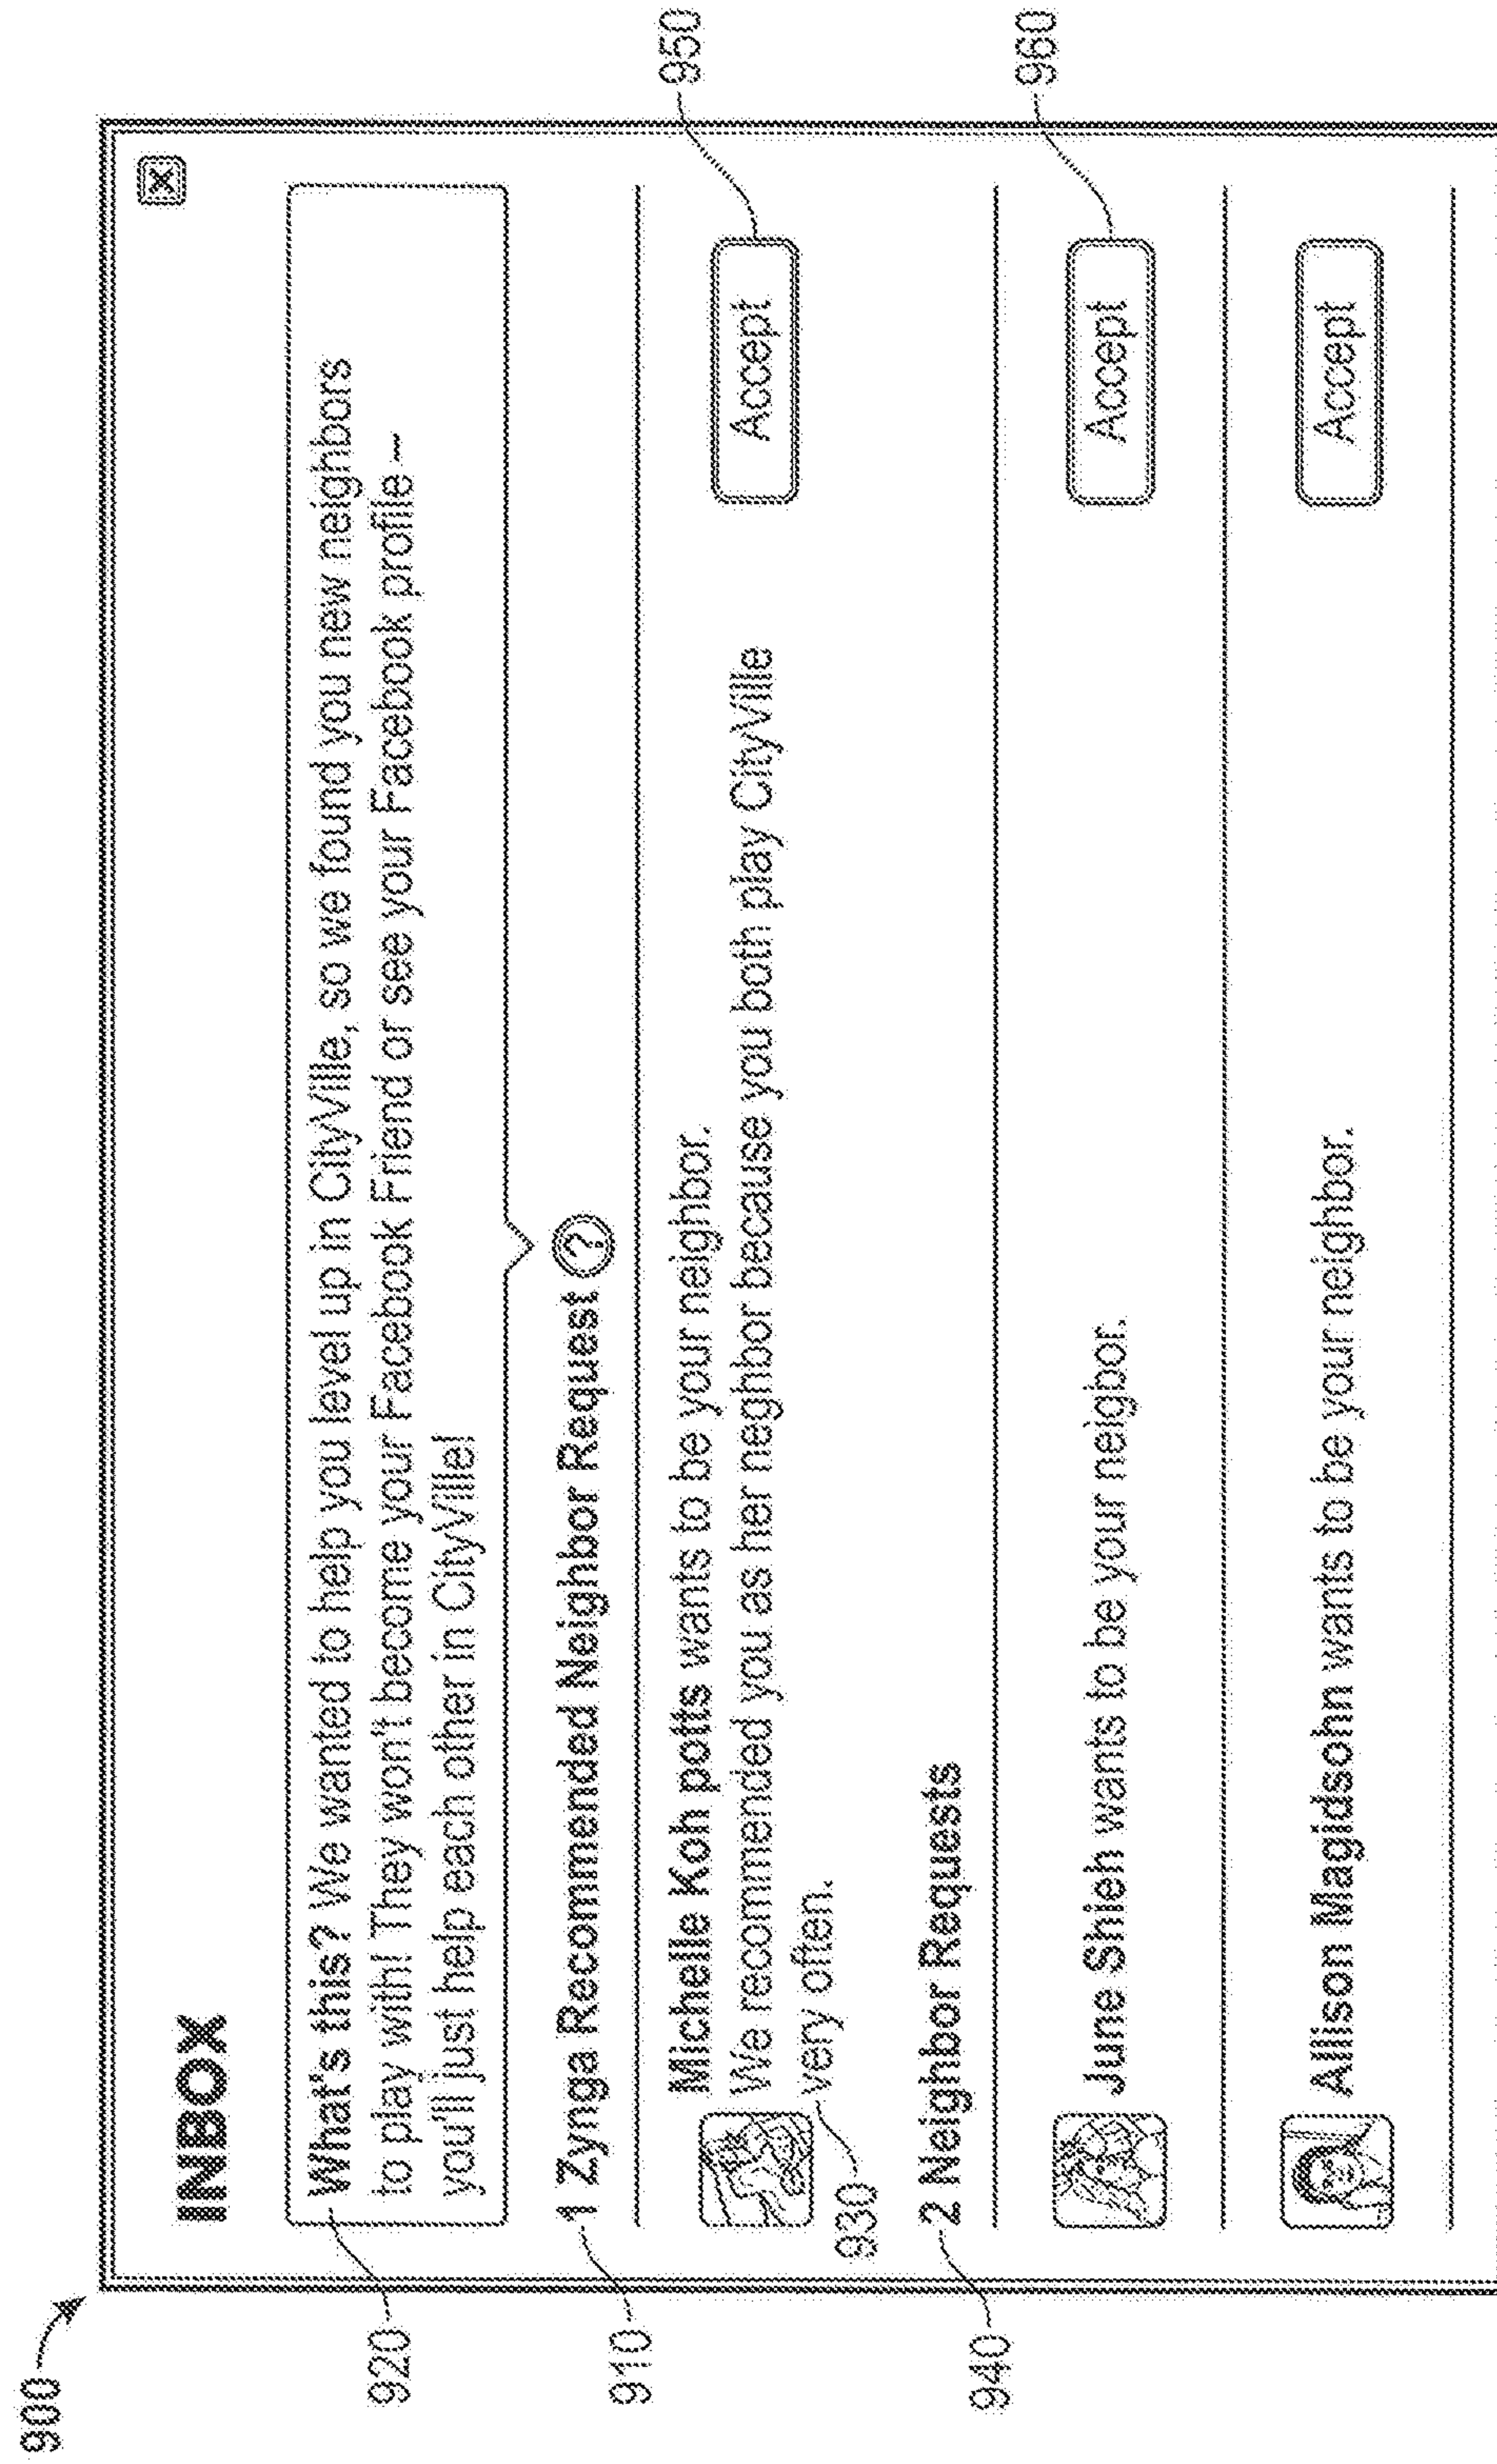 900
INBOX
X
920
What's this? We wanted to help you level up in CityVille, so we found you new neighbors
to play with! They won't become your Facebook Friend or see your Facebook profile –
you'll just help each other in CityVille!
910
1 Zynga Recommended Neighbor Request ?
Michelle Koh potts wants to be your neighbor.
We recommended you as her neghbor because you both play CityVille
very often.
Accept
950
930
940
2 Neighbor Requests
June Shieh wants to be your neigbor.
Accept
960
Allison Magidsohn wants to be your neighbor.
Accept